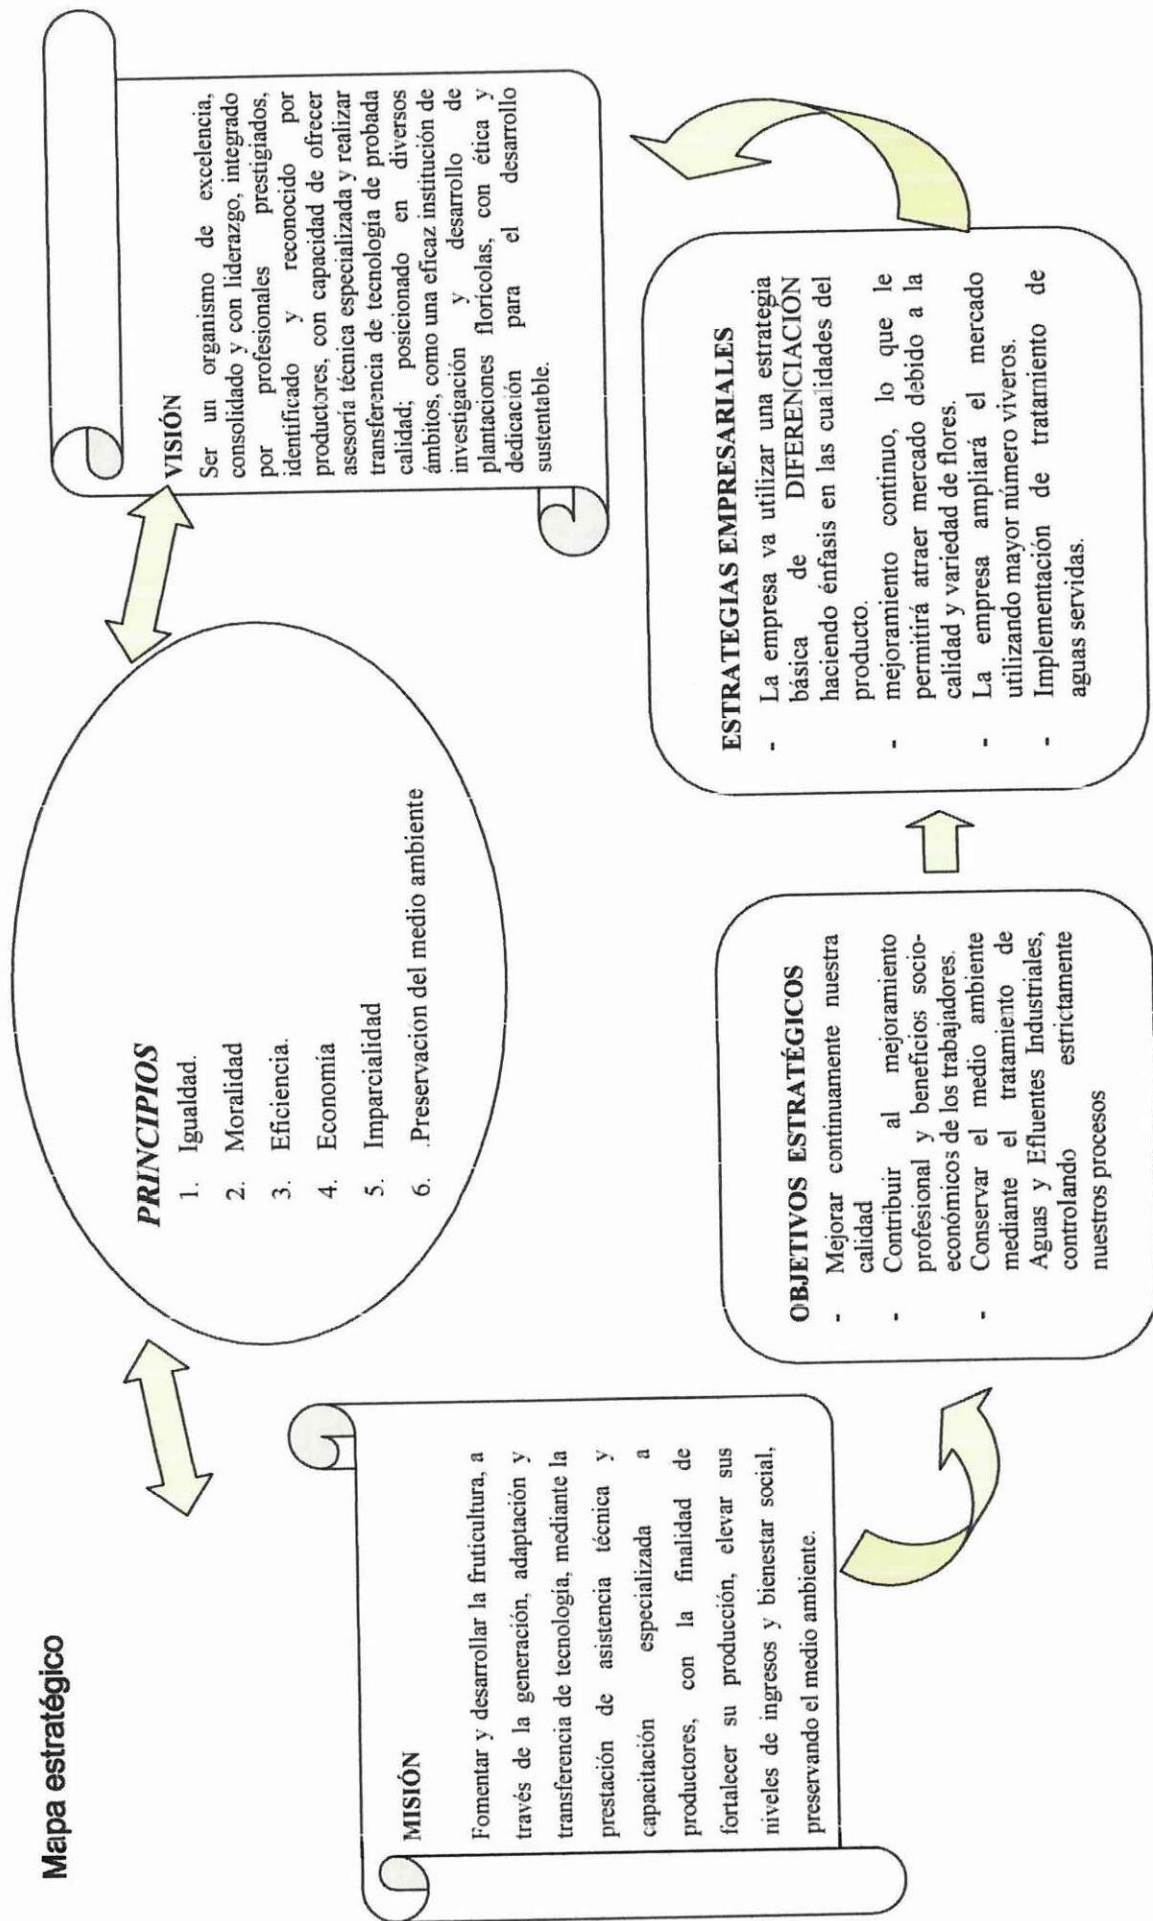 Mapa estratégico
MISIÓN
Fomentar y desarrollar la fruticultura, a
través de la generación, adaptación y
transferencia de tecnología, mediante la
prestación de asistencia técnica y
capacitación especializada a
productores, con la finalidad de
fortalecer su producción, elevar sus
niveles de ingresos y bienestar social,
preservando el medio ambiente.
PRINCIPIOS
1. Igualdad.
2. Moralidad
3. Eficiencia.
4. Economía
5. Imparcialidad
6. .Preservación del medio ambiente
VISIÓN
Ser un organismo de excelencia,
consolidado y con liderazgo, integrado
por profesionales prestigiados,
identificado y reconocido por
productores, con capacidad de ofrecer
asesoría técnica especializada y realizar
transferencia de tecnología de probada
calidad; posicionado en diversos
ámbitos, como una eficaz institución de
investigación y desarrollo de
plantaciones florícolas, con ética y
dedicación para el desarrollo
sustentable.
OBJETIVOS ESTRATÉGICOS
- Mejorar continuamente nuestra
calidad
- Contribuir al mejoramiento
profesional y beneficios socio-
económicos de los trabajadores.
- Conservar el medio ambiente
mediante el tratamiento de
Aguas y Efluentes Industriales,
controlando estrictamente
nuestros procesos
ESTRATEGIAS EMPRESARIALES
- La empresa va utilizar una estrategia
básica de DIFERENCIACIÓN
haciendo énfasis en las cualidades del
producto.
- mejoramiento continuo, lo que le
permitirá atraer mercado debido a la
calidad y variedad de flores.
- La empresa ampliará el mercado
utilizando mayor número viveros.
- Implementación de tratamiento de
aguas servidas.